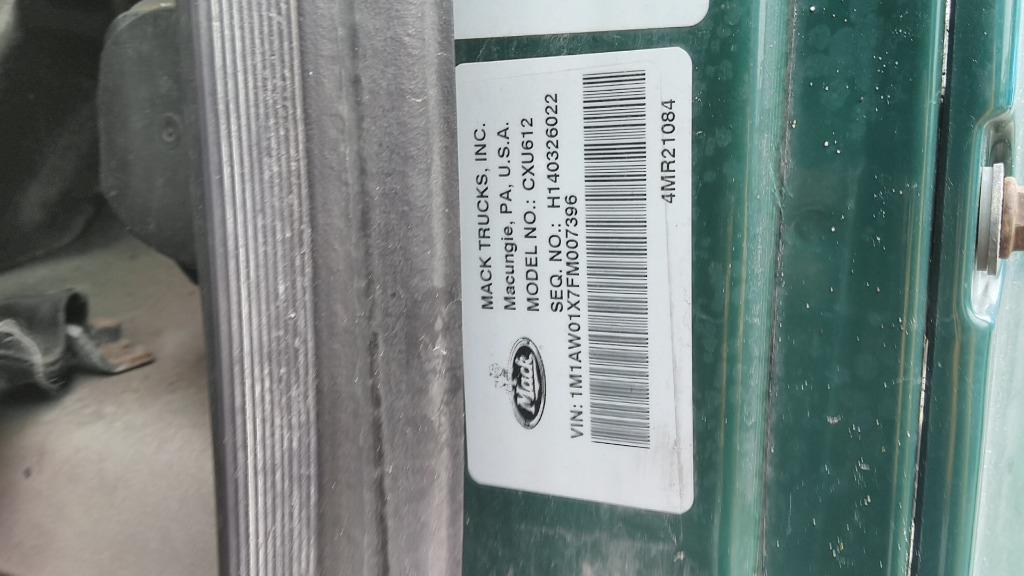 MACK TRUCKS, INC.
Macungie, PA, U.S.A.
MODEL NO.: CXU612
SEQ. NO.: H140326022
Mack
VIN: 1M1AW01X7FM007396
4MR21084